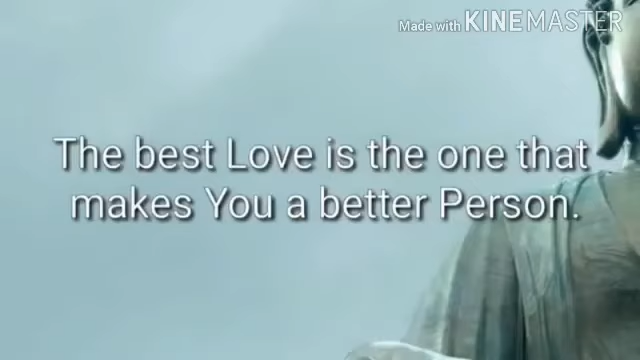 Made with KINEMASTER
The best Love is the one that
makes You a better Person.